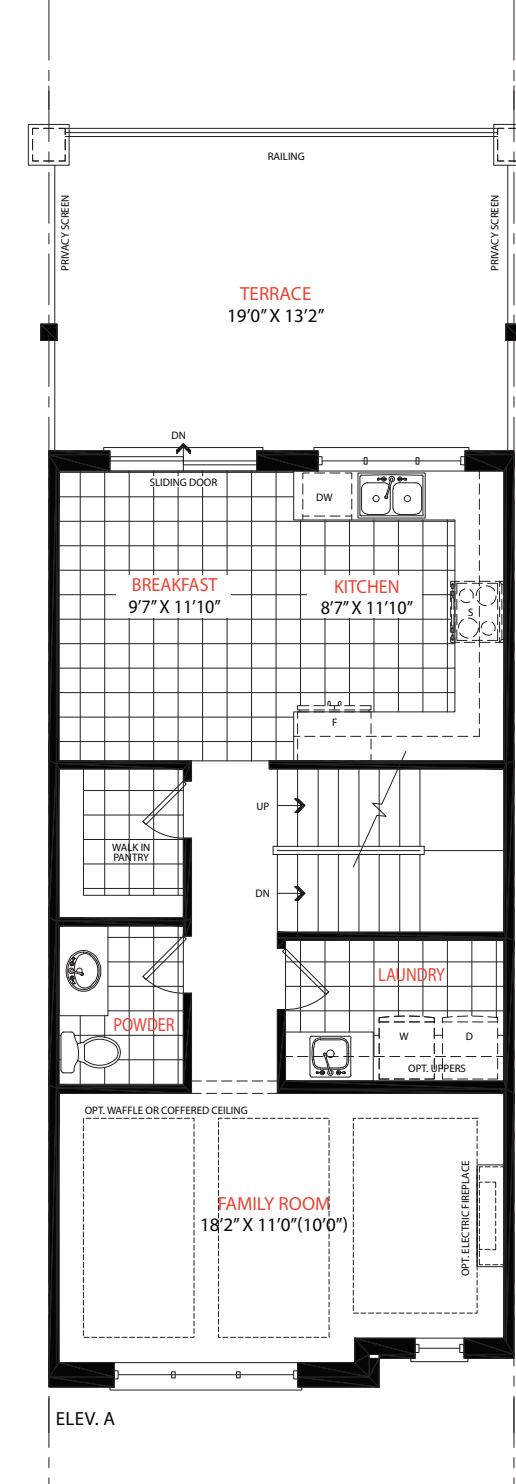 RAILING
PRIVACY SCREEN
PRIVACY SCREEN
TERRACE
19'0" X 13'2"
DN
SLIDING DOOR
DW
BREAKFAST
9'7" X 11'10"
KITCHEN
8'7" X 11'10"
S
F
UP
WALK IN
PANTRY
DN
LAUNDRY
POWDER
W
D
OPT. UPPERS
OPT. WAFFLE OR COFFERED CEILING
OPT. ELECTRIC FIREPLACE
FAMILY ROOM
18'2" X 11'0"(10'0")
ELEV. A